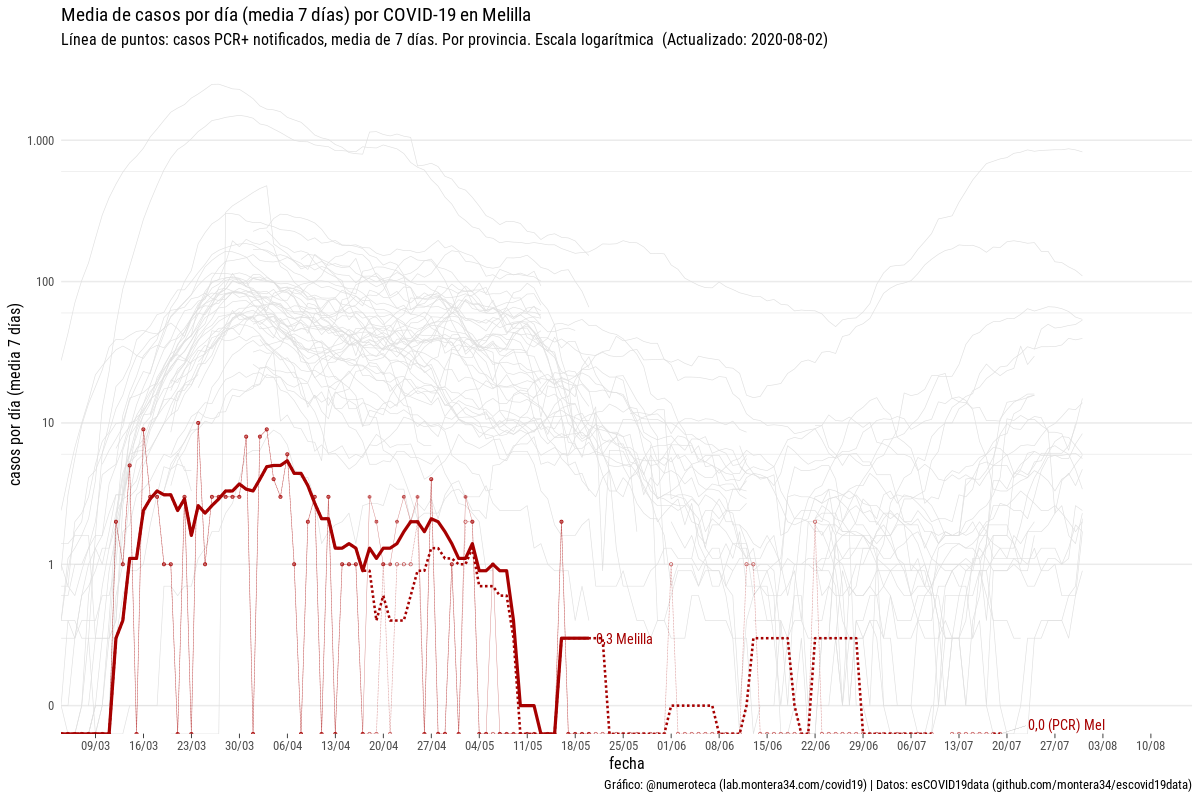 Media de casos por día (media 7 días) por COVID-19 en Melilla
Línea de puntos: casos PCR+ notificados, media de 7 días. Por provincia. Escala logarítmica (Actualizado: 2020-08-02)
casos por día (media 7 días)
1.000
100
10
1
0
0,3 Melilla
0,0 (PCR) Mel
09/03 16/03 23/03 30/03 06/04 13/04 20/04 27/04 04/05 11/05 18/05 25/05 01/06 08/06 15/06 22/06 29/06 06/07 13/07 20/07 27/07 03/08 10/08
fecha
Gráfico: @numeroteca (lab.montera34.com/covid19) | Datos: esCOVID19data (github.com/montera34/escovid19data)